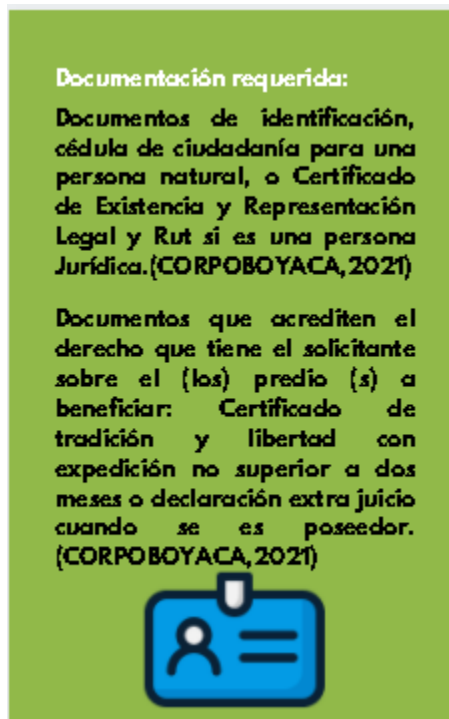 Documentación requerida:
Documentos de identificación,
cédula de ciudadanía para una
persona natural, o Certificado
de Existencia y Representación
Legal y Rut si es una persona
Jurídica.(CORPOBOYACA,2021)
Documentos que acrediten el
derecho que tiene el solicitante
sobre el (los) predio (s) a
beneficiar: Certificado de
tradición y libertad con
expedición no superior a dos
meses o declaración extra juicio
cuando se es poseedor.
(CORPOBOYACA,2021)